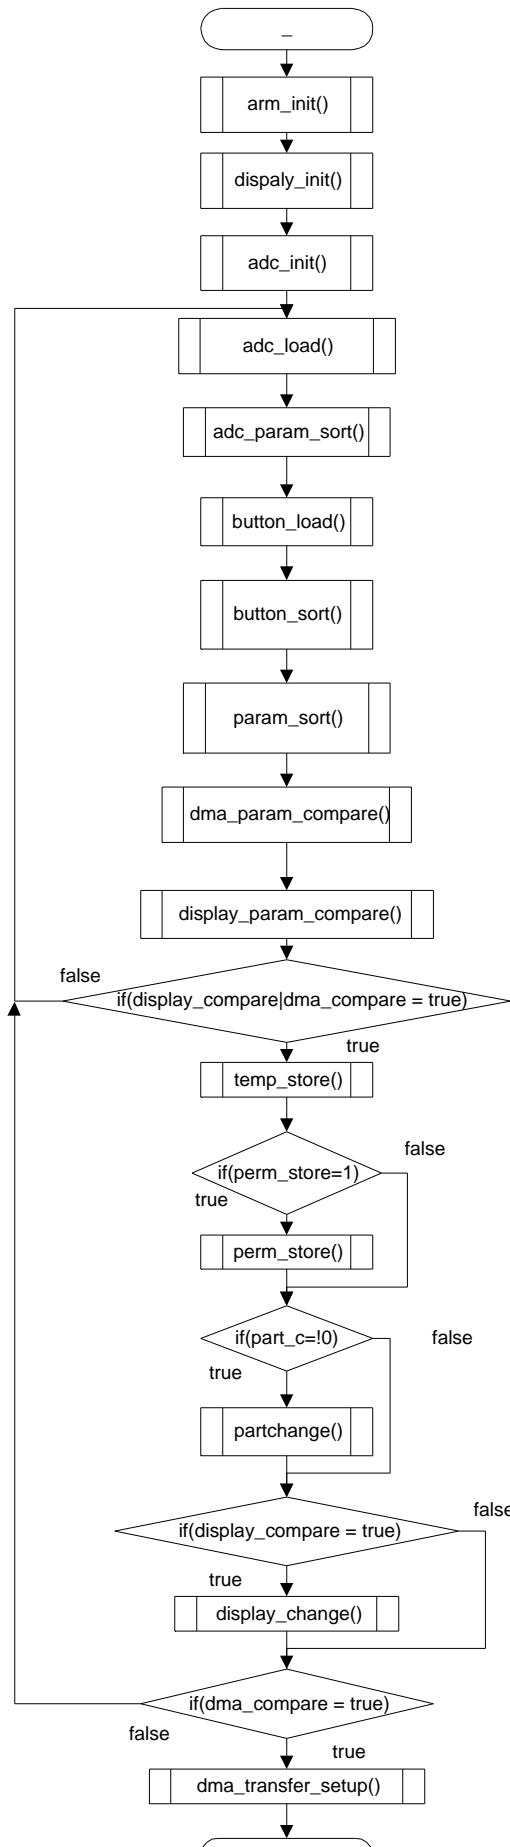 _
arm_init()
dispaly_init()
adc_init()
adc_load()
adc_param_sort()
button_load()
button_sort()
param_sort()
dma_param_compare()
display_param_compare()
false
if(display_compare|dma_compare = true)
true
temp_store()
false
if(perm_store=1)
true
perm_store()
if(part_c=!0)
false
true
partchange()
false
if(display_compare = true)
true
display_change()
if(dma_compare = true)
false
true
dma_transfer_setup()